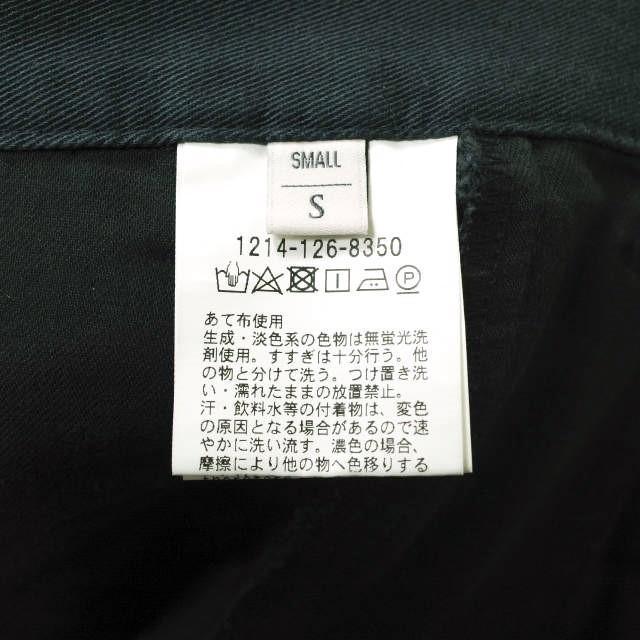 SMALL
S
1214-126-8350
あて布使用
生成・淡色系の色物は無蛍光洗
剤使用。すすぎは十分行う。他
の物と分けて洗う。つけ置き洗
い・濡れたままの放置禁止。
汗・飲料水等の付着物は、変色
の原因となる場合があるので速
やかに洗い流す。濃色の場合、
摩擦により他の物へ色移りする